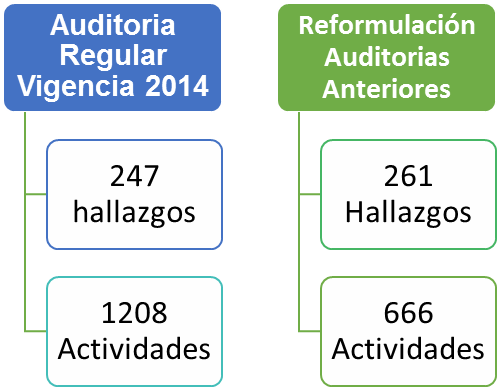 Auditoria
Regular
Vigencia 2014
247
hallazgos
1208
Actividades
Reformulación
Auditorias
Anteriores
261
Hallazgos
666
Actividades